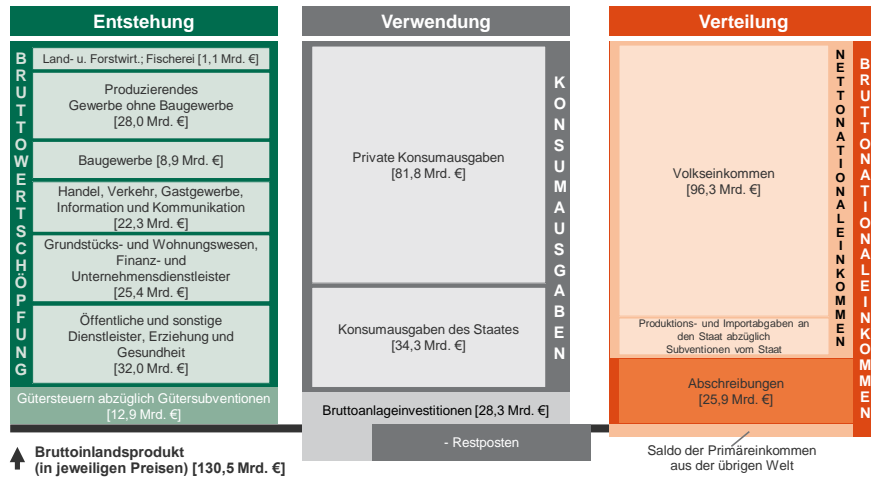 Entstehung
BRUTTOWERTSCHÖPFUNG
Land- u. Forstwirt.; Fischerei [1,1 Mrd. €]
Produzierendes
Gewerbe ohne Baugewerbe
[28,0 Mrd. €]
Baugewerbe [8,9 Mrd. €]
Handel, Verkehr, Gastgewerbe,
Information und Kommunikation
[22,3 Mrd. €]
Grundstücks- und Wohnungswesen,
Finanz- und
Unternehmensdienstleister
[25,4 Mrd. €]
Öffentliche und sonstige
Dienstleister, Erziehung und
Gesundheit
[32,0 Mrd. €]
Gütersteuern abzüglich Gütersubventionen
[12,9 Mrd. €]
Bruttoinlandsprodukt
(in jeweiligen Preisen) [130,5 Mrd. €]
Verwendung
Private Konsumausgaben
[81,8 Mrd. €]
Konsumausgaben des Staates
[34,3 Mrd. €]
KONSUMAUSGABEN
Bruttoanlageinvestitionen [28,3 Mrd. €]
- Restposten
Verteilung
Volkseinkommen
[96,3 Mrd. €]
Produktions- und Importabgaben an
den Staat abzüglich
Subventionen vom Staat
NETTONATIONALEINKOMMEN
Abschreibungen
[25,9 Mrd. €]
BRUTTONATIONALEINKOMMEN
Saldo der Primäreinkommen
aus der übrigen Welt